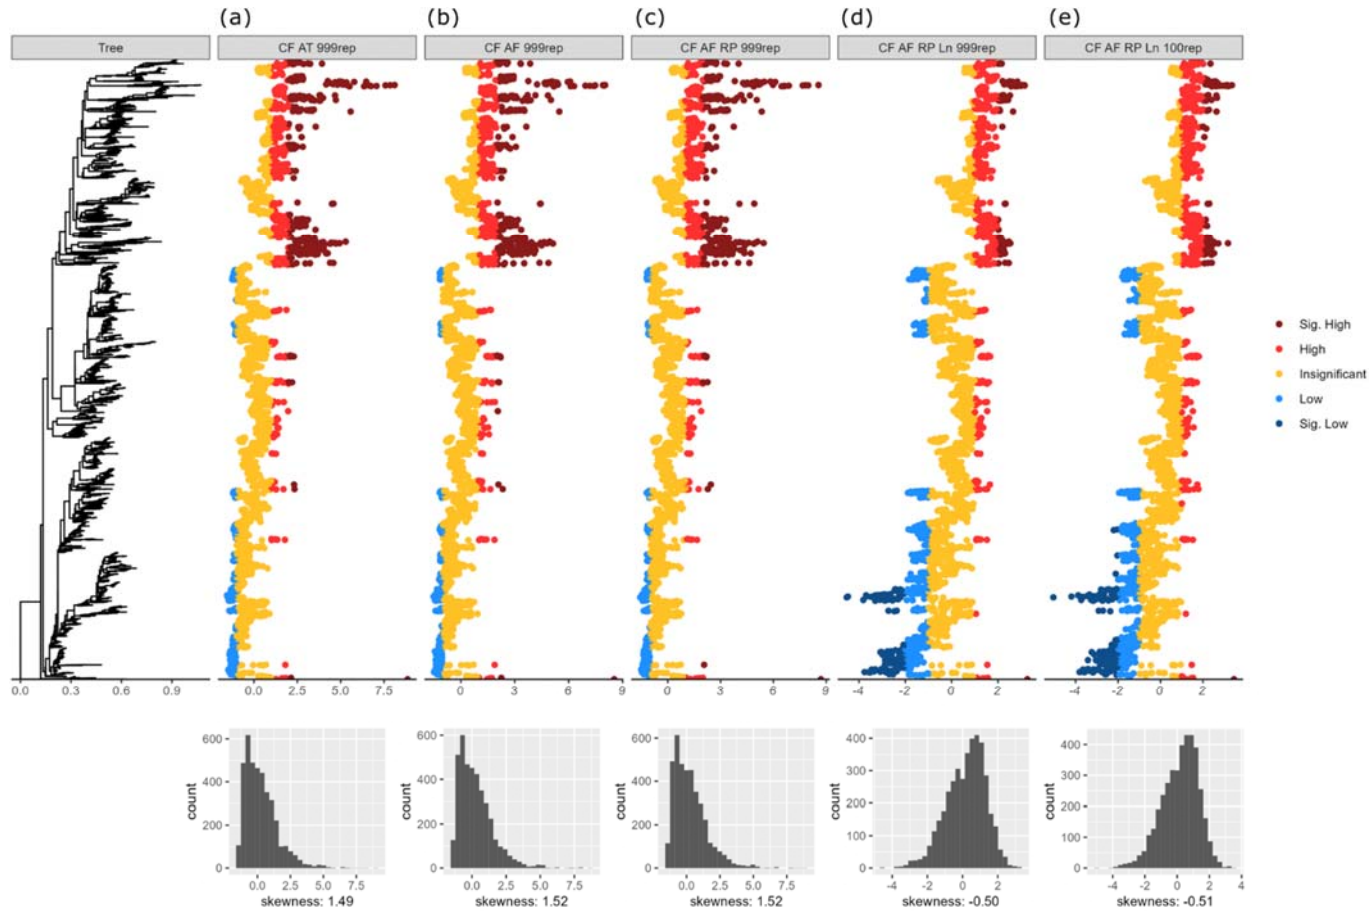 (a) (b) (c) (d) (e)
Tree CF AT 999rep CF AF 999rep CF AF RP 999rep CF AF RP Ln 999rep CF AF RP Ln 100rep
Sig. High
High
Insignificant
Low
Sig. Low
0.0 0.3 0.6 0.9 0.0 2.5 5.0 7.5 0 3 6 9 0 3 6 9 -4 -2 0 2 -4 -2 0 2
600
400
200
0
count
0.0 2.5 5.0 7.5
skewness: 1.49
600
400
200
0
count
0.0 2.5 5.0 7.5
skewness: 1.52
600
400
200
0
count
0.0 2.5 5.0 7.5
skewness: 1.52
400
300
200
100
0
count
-4 -2 0 2
skewness: -0.50
400
300
200
100
0
count
-4 -2 0 2 4
skewness: -0.51